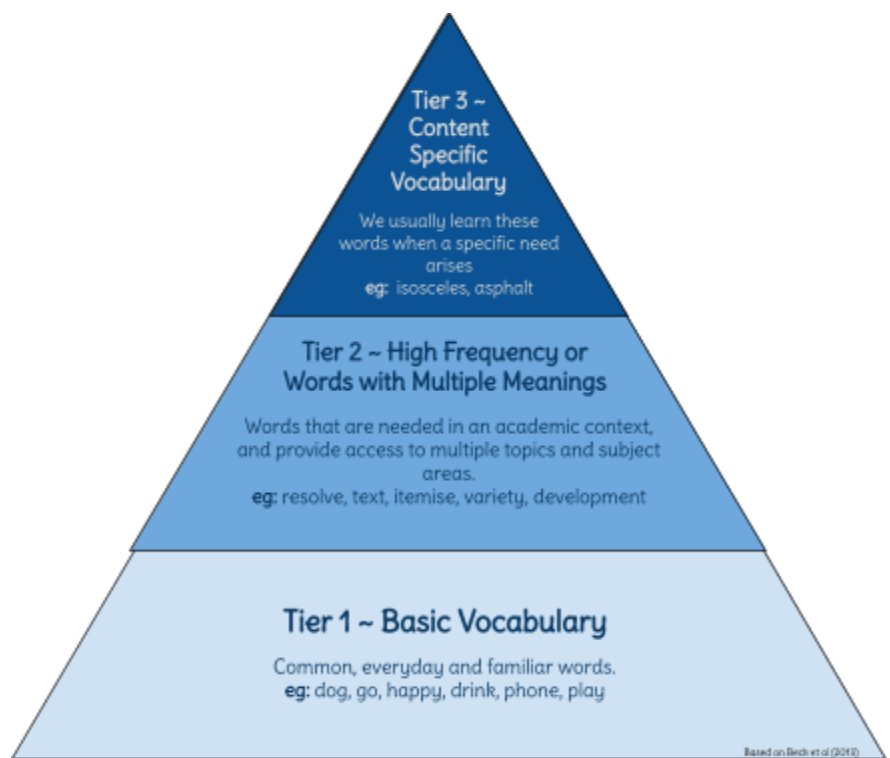 Tier 3 ~
Content
Specific
Vocabulary
We usually learn these
words when a specific need
arises
eg: isosceles, asphalt
Tier 2 ~ High Frequency or
Words with Multiple Meanings
Words that are needed in an academic context,
and provide access to multiple topics and subject
areas.
eg: resolve, text, itemise, variety, development
Tier 1 ~ Basic Vocabulary
Common, everyday and familiar words.
eg: dog, go, happy, drink, phone, play
Based on et al (2013)